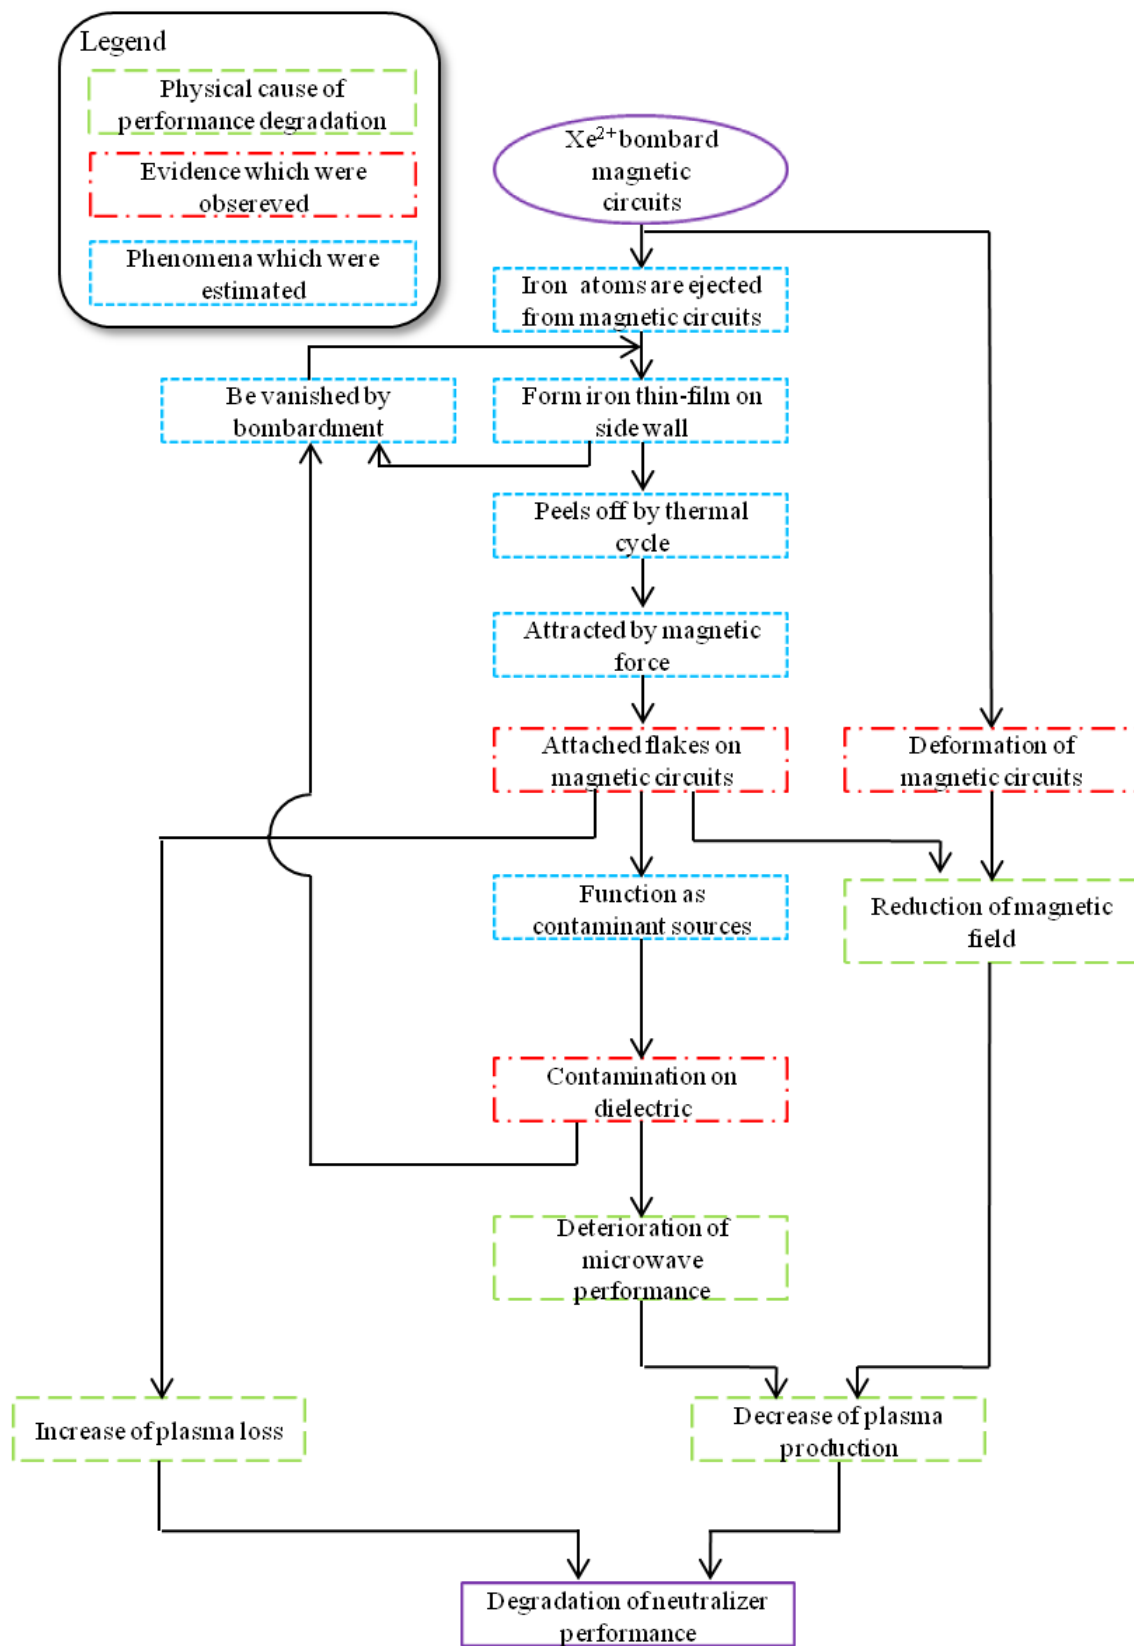 Legend
Physical cause of
performance degradation
Evidence which were
obsereved
Phenomena which were
estimated
Xe²⁺ bombard
magnetic
circuits
Iron atoms are ejected
from magnetic circuits
Be vanished by
bombardment
Form iron thin-film on
side wall
Peels off by thermal
cycle
Attracted by magnetic
force
Attached flakes on
magnetic circuits
Deformation of
magnetic circuits
Function as
contaminant sources
Reduction of magnetic
field
Contamination on
dielectric
Deterioration of
microwave
performance
Increase of plasma loss
Decrease of plasma
production
Degradation of neutralizer
performance